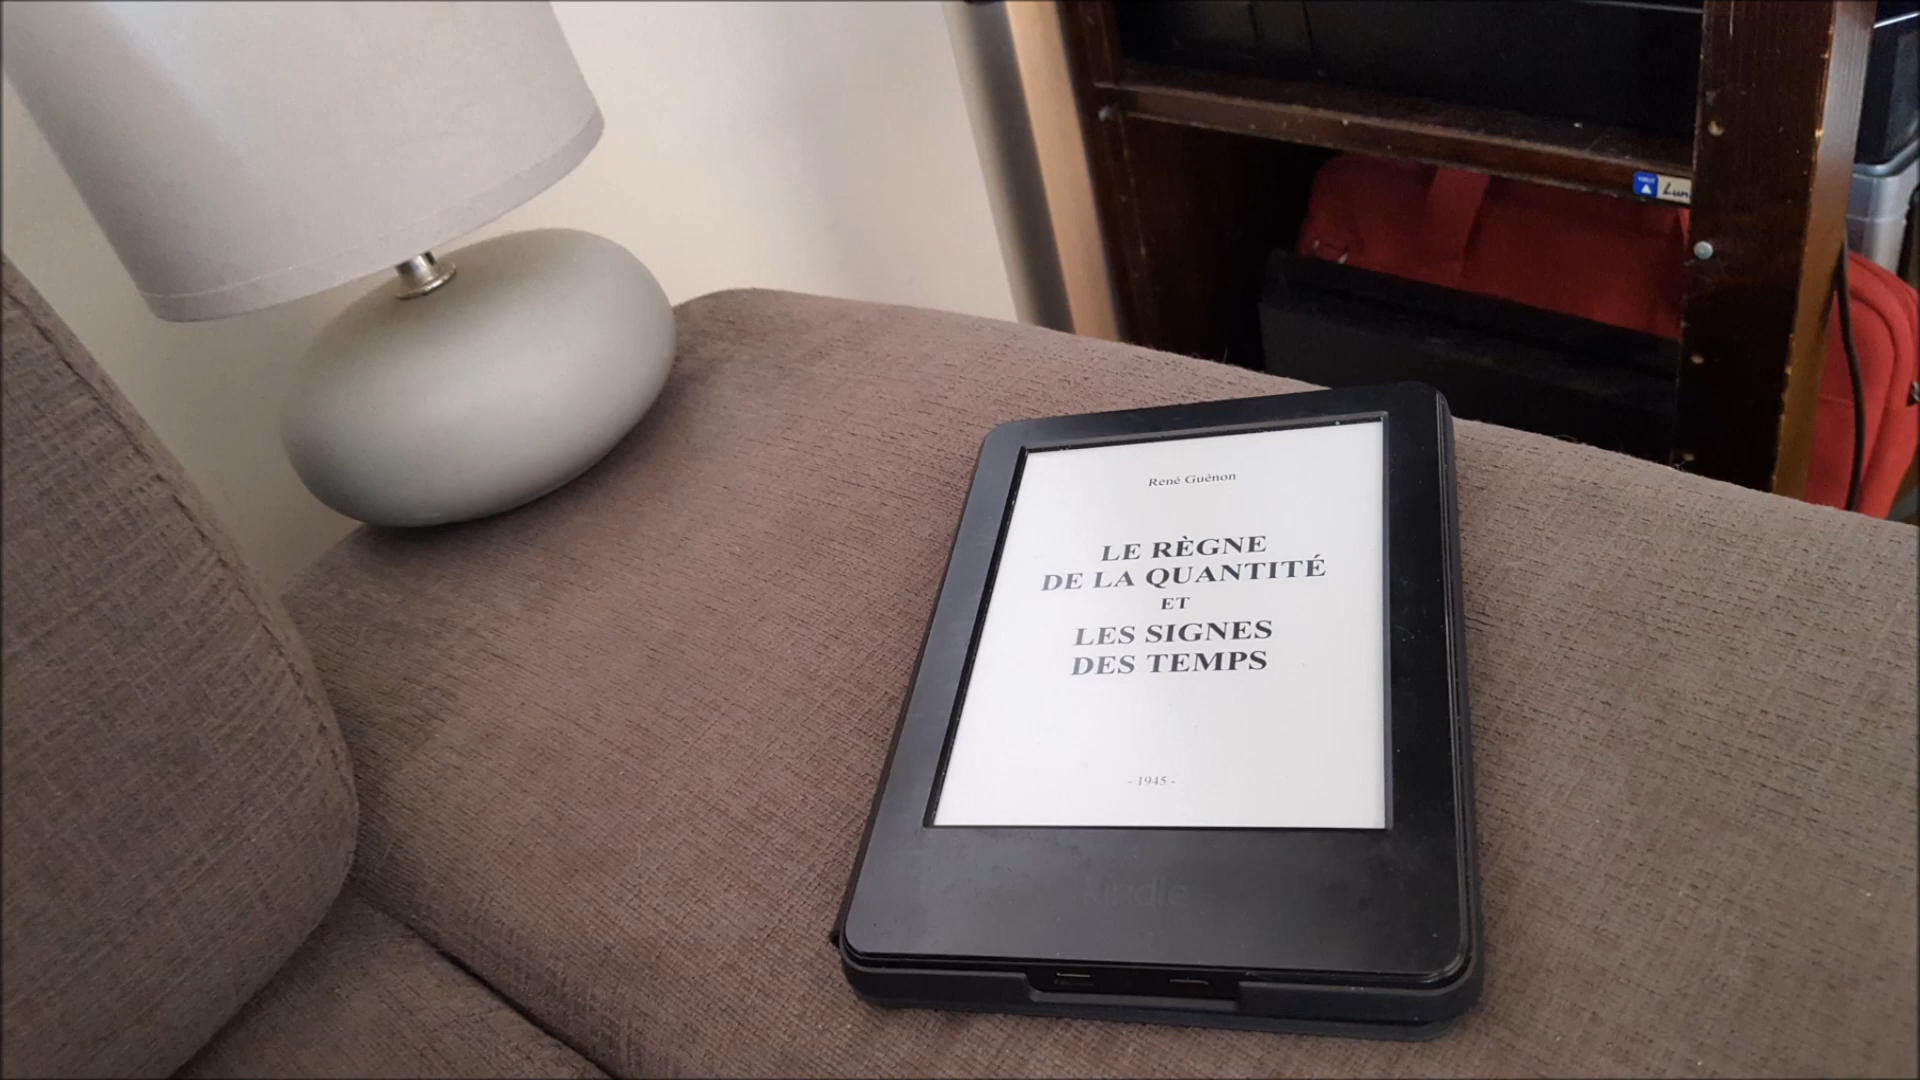 René Guénon
LE RÈGNE
DE LA QUANTITÉ
ET
LES SIGNES
DES TEMPS
- 1945 -
kindle